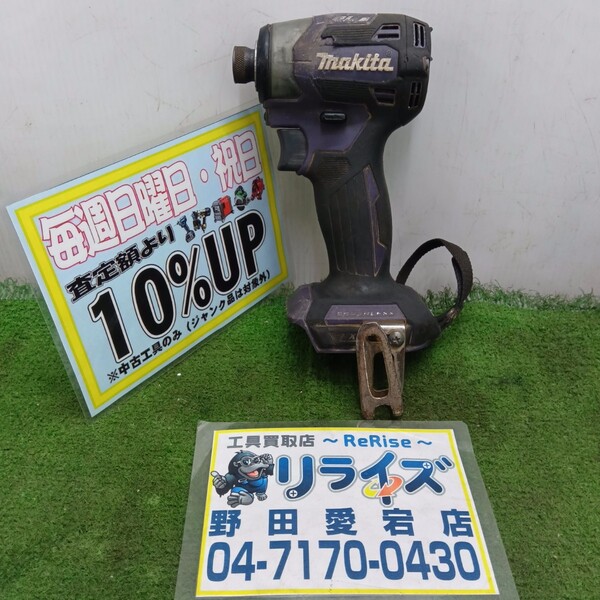 makita
BRUSHLESS
毎週日曜日・祝日
査定額より
10%UP
※中古工具のみ(ジャンク品は対象外)
工具買取店 ～ReRise～
リライズ
野田愛宕店
04-7170-0430